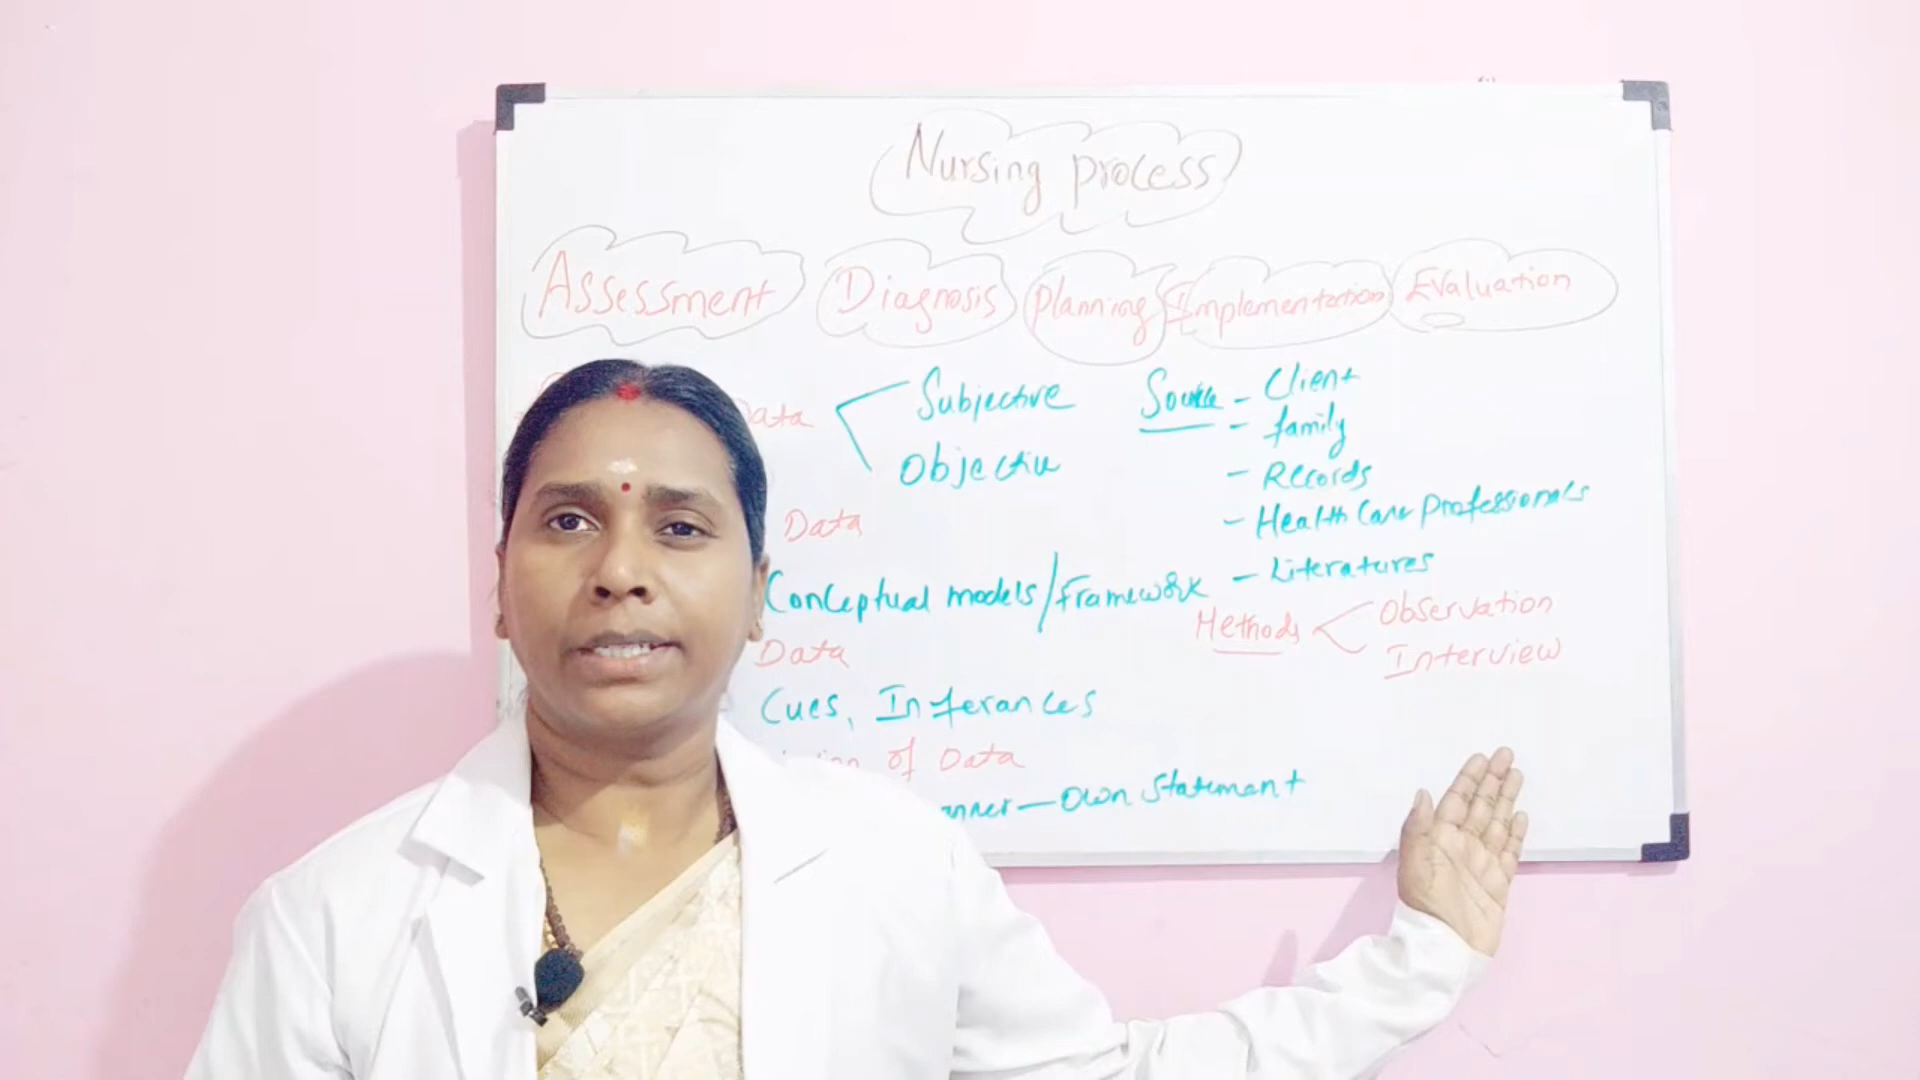 Nursing process
Assessment Diagnosis Planning Implementation Evaluation
Data Subjective
Objective
Source - Client
- family
- Records
- Health Care professionals
- Literatures
Data
Conceptual models/framework
Methods Observation
Interview
Data
Cues, Inferances
of Data
Own Statement